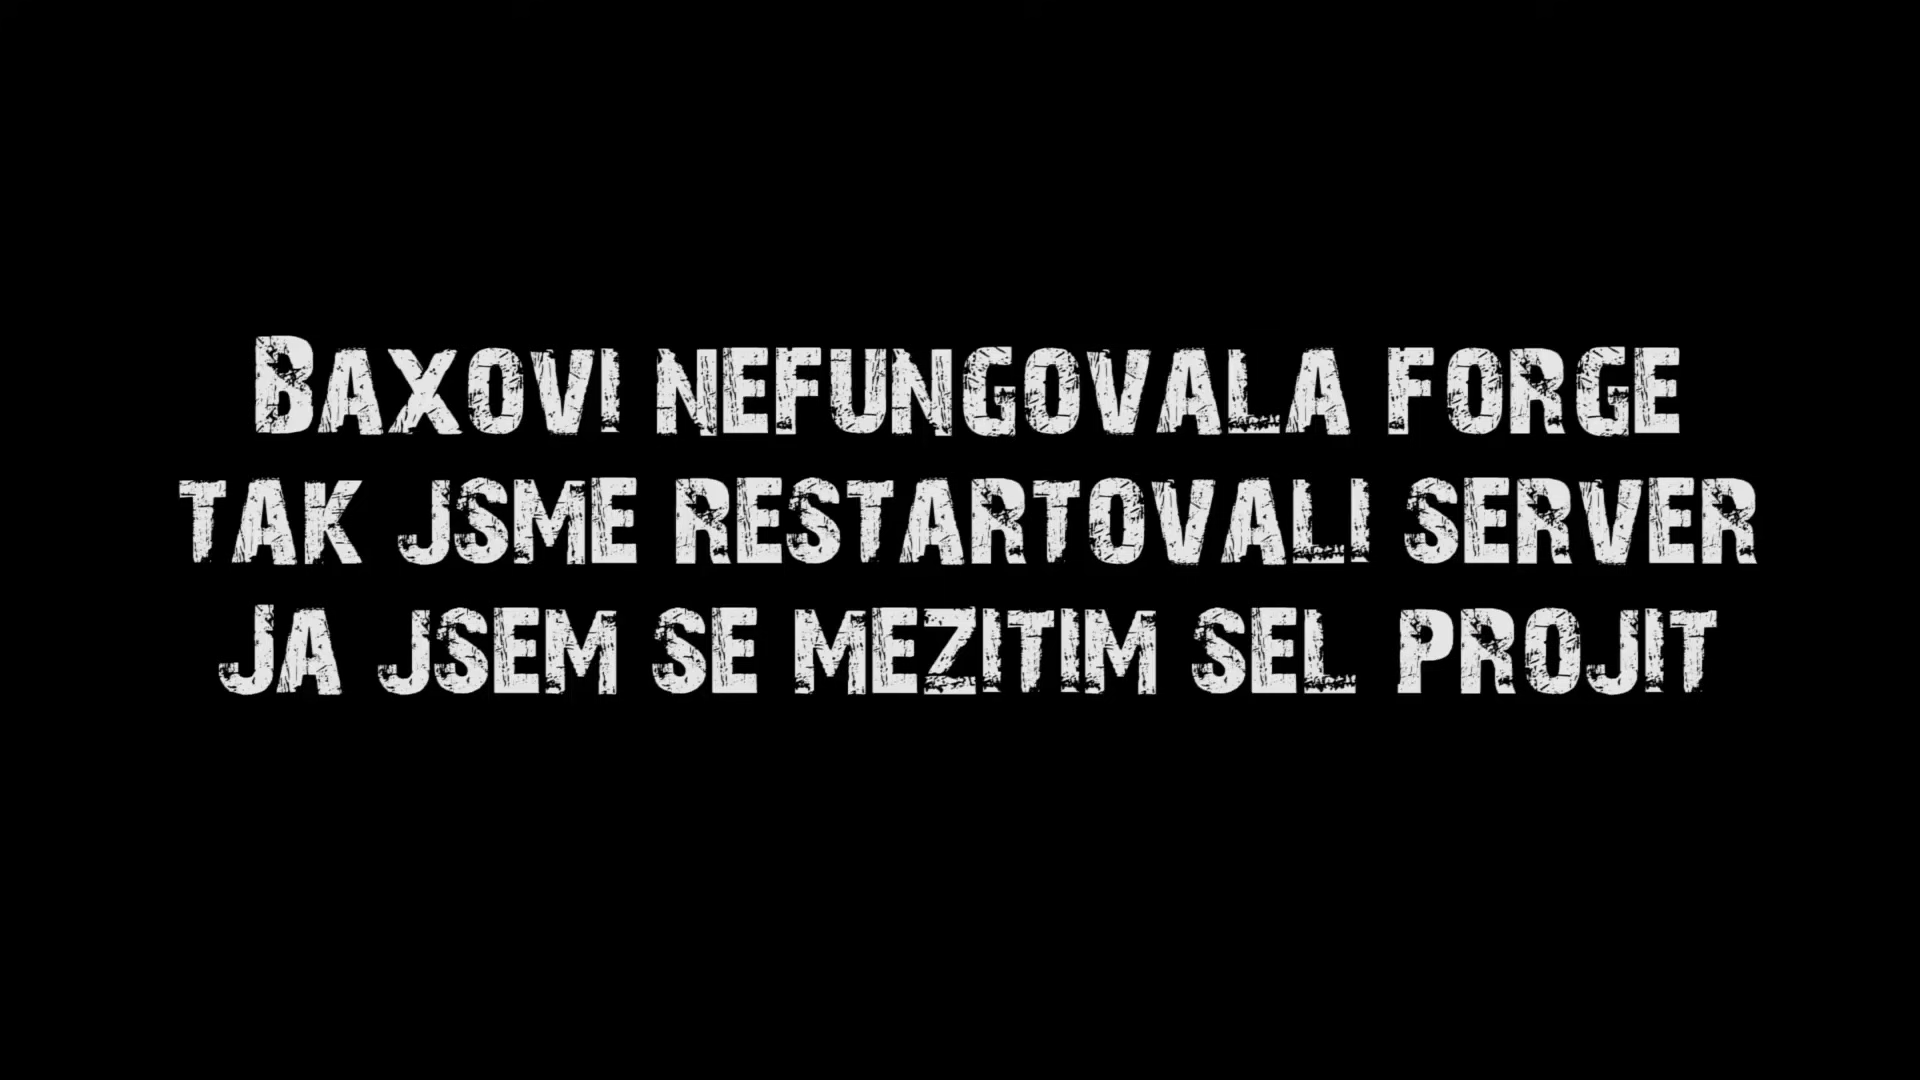 Baxovi nefungovala forge
tak jsme restartovali server
Ja jsem se mezitim sel projit